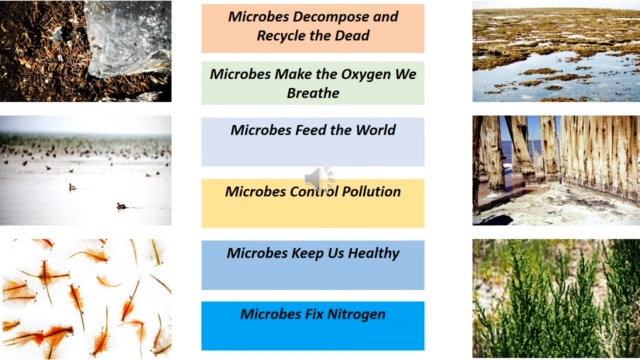 Microbes Decompose and
Recycle the Dead
Microbes Make the Oxygen We
Breathe
Microbes Feed the World
Microbes Control Pollution
Microbes Keep Us Healthy
Microbes Fix Nitrogen